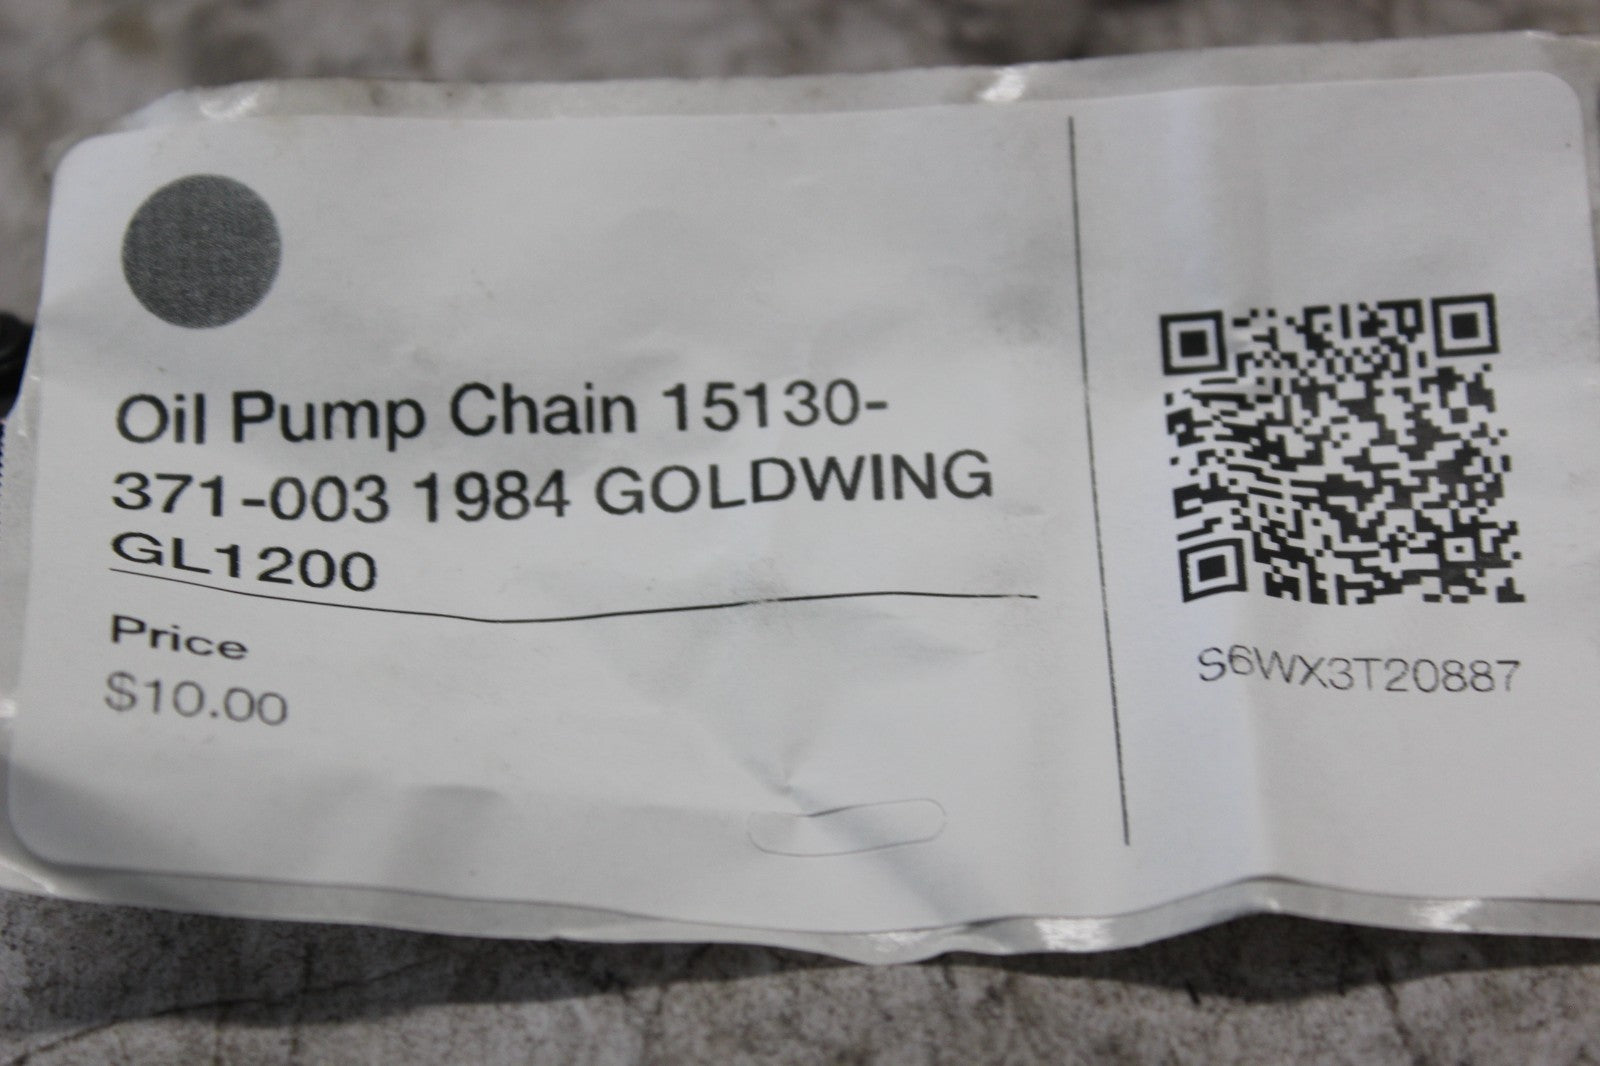 Oil Pump Chain 15130-
371-003 1984 GOLDWING
GL1200
Price
$10.00
S6WX3T20887